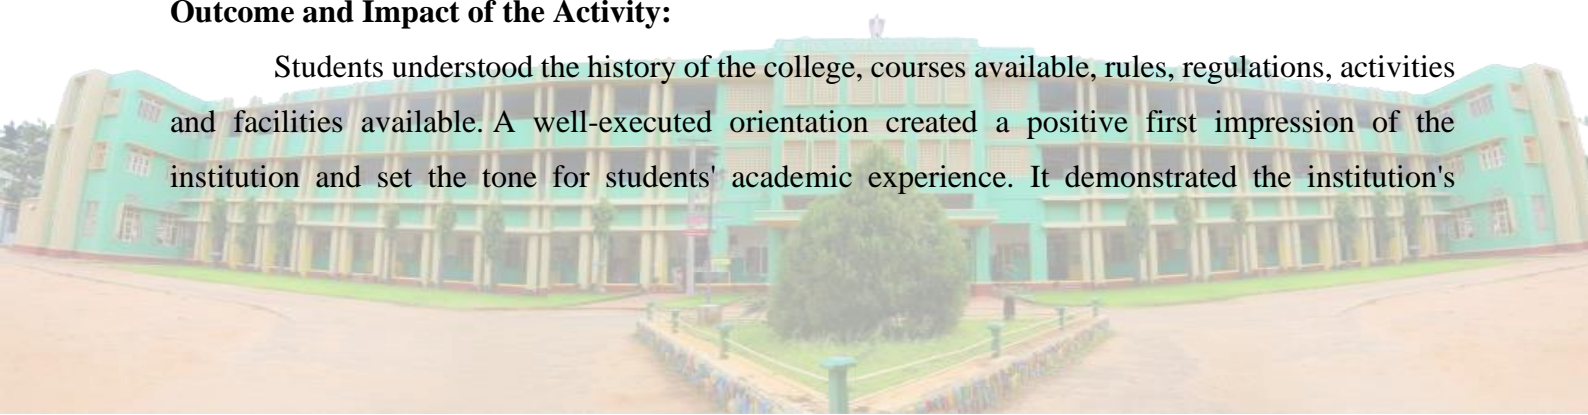 Outcome and Impact of the Activity:
Students understood the history of the college, courses available, rules, regulations, activities
and facilities available. A well-executed orientation created a positive first impression of the
institution and set the tone for students' academic experience. It demonstrated the institution's